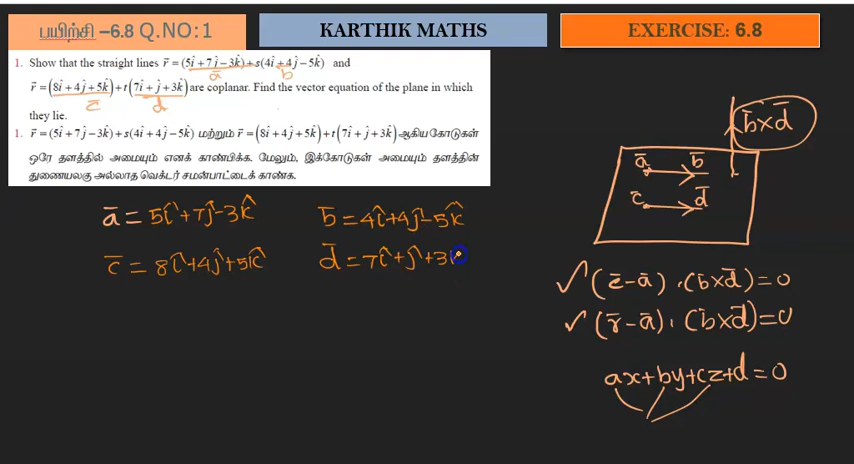 பயிற்சி –6.8 Q.NO:1
KARTHIK MATHS
EXERCISE: 6.8
1. Show that the straight lines r⃗ = (5î + 7ĵ − 3k̂) + s(4î + 4ĵ − 5k̂) and
r⃗ = (8î + 4ĵ + 5k̂) + t(7î + ĵ + 3k̂) are coplanar. Find the vector equation of the plane in which
they lie.
1. r⃗ = (5î + 7ĵ − 3k̂) + s(4î + 4ĵ − 5k̂) மற்றும் r⃗ = (8î + 4ĵ + 5k̂) + t(7î + ĵ + 3k̂) ஆகிய கோடுகள்
ஒரே தளத்தில் அமையும் எனக் காண்பிக்க. மேலும், இக்கோடுகள் அமையும் தளத்தின்
துணையலகு அல்லாத வெக்டர் சமன்பாட்டைக் காண்க.
a̅
b̅
c̅
d̅
b̅ × d̅
a̅ b̅
c̅ d̅
a̅ = 5î + 7ĵ − 3k̂
b̅ = 4î + 4ĵ − 5k̂
c̅ = 8î + 4ĵ + 5k̂
d̅ = 7î + ĵ + 3k
✓ (c̅ − a̅) . (b̅ × d̅) = 0
✓ (r̅ − a̅) . (b̅ × d̅) = 0
ax + by + cz + d = 0